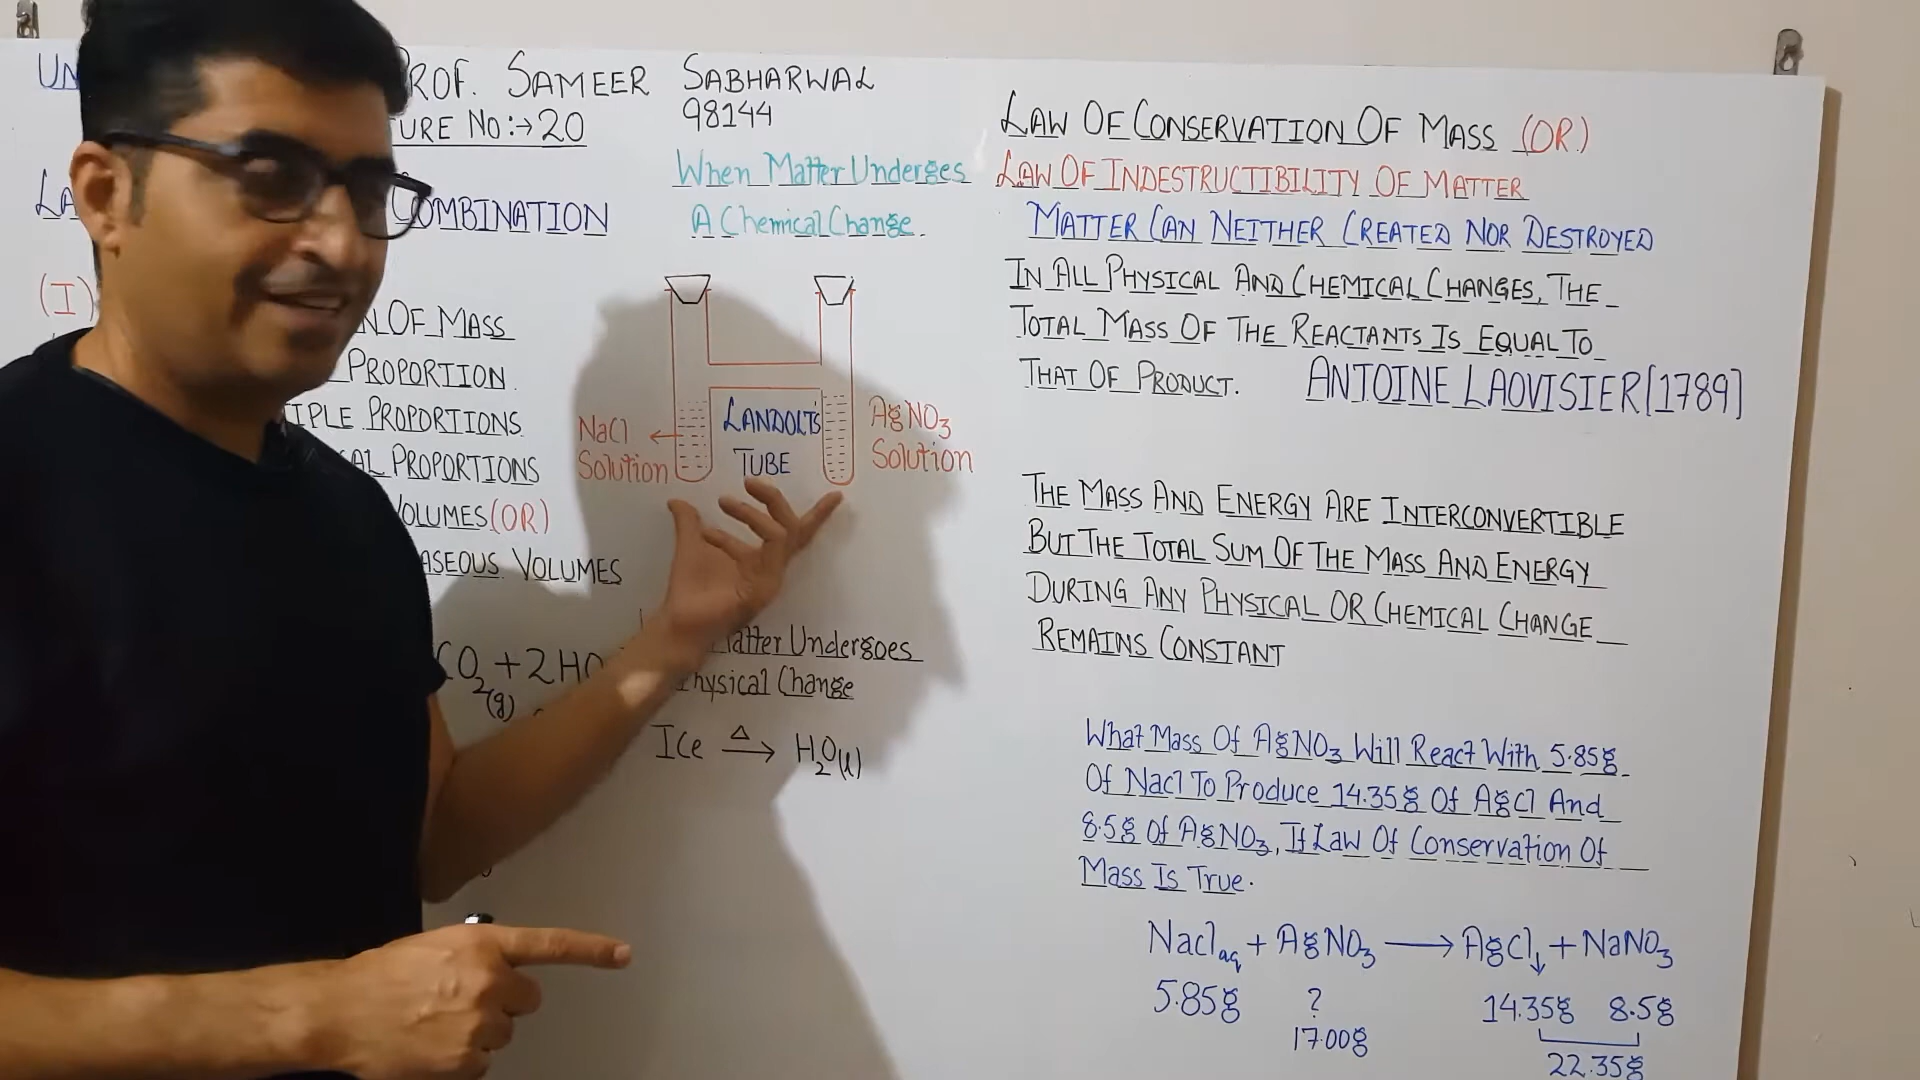 UN
ROF. SAMEER SABHARWAL
TURE NO:→20
98144
LA
COMBINATION
(I)
N OF MASS
PROPORTION.
IPLE PROPORTIONS
CAL PROPORTIONS
VOLUMES (OR)
ASEOUS VOLUMES
CO2(g) + 2H
When Matter Underges
A Chemical Change.
NaCl
Solution
LANDOLT'S
TUBE
AgNO3
Solution
Matter Undergoes
Physical Change
Ice Δ→ H2O(l)
LAW OF CONSERVATION OF MASS (OR)
LAW OF INDESTRUCTIBILITY OF MATTER
MATTER CAN NEITHER CREATED NOR DESTROYED
IN ALL PHYSICAL AND CHEMICAL CHANGES, THE
TOTAL MASS OF THE REACTANTS IS EQUAL TO
THAT OF PRODUCT. ANTOINE LAOVISIER[1789]
THE MASS AND ENERGY ARE INTERCONVERTIBLE
BUT THE TOTAL SUM OF THE MASS AND ENERGY
DURING ANY PHYSICAL OR CHEMICAL CHANGE
REMAINS CONSTANT
What Mass Of AgNO3 Will React With 5.85g
Of Nacl To Produce 14.35g Of AgCl And
8.5g Of AgNO3, If Law Of Conservation Of
Mass Is True.
Naclaq + AgNO3 → AgCl↓ + NaNO3
5.85g ? 14.35g 8.5g
17.00g
22.35g